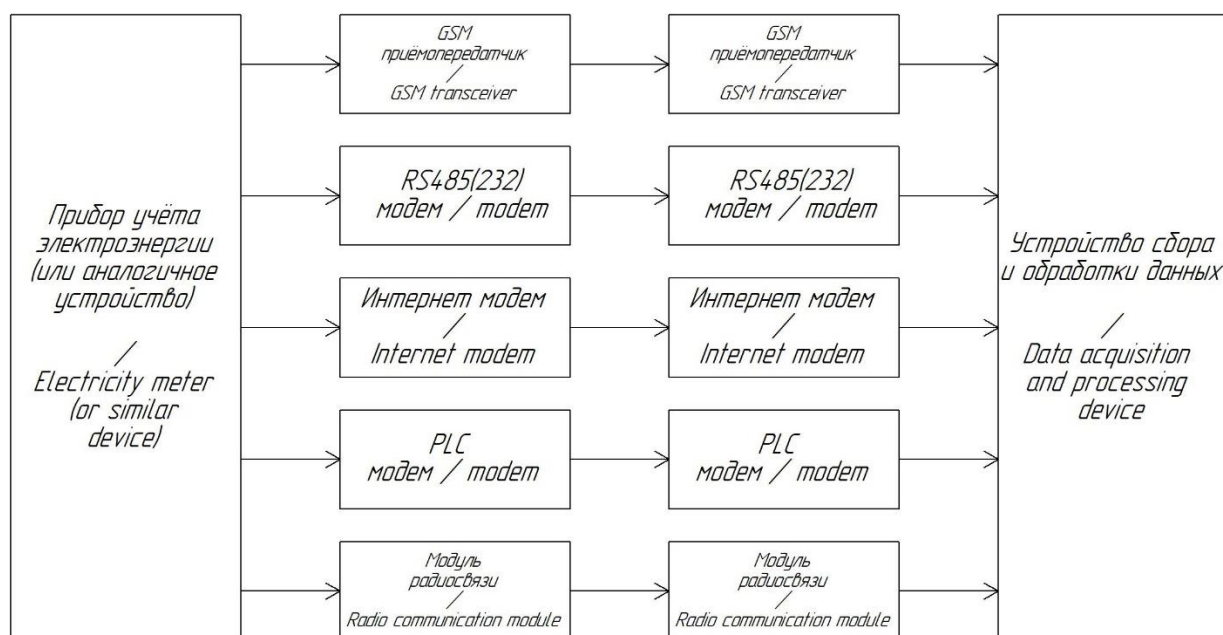 Прибор учёта
электроэнергии
(или аналогичное
устройство)
/
Electricity meter
(or similar
device)
GSM
приёмопередатчик
/
GSM transceiver
GSM
приёмопередатчик
/
GSM transceiver
RS485(232)
модем / modem
RS485(232)
модем / modem
Интернет модем
/
Internet modem
Интернет модем
/
Internet modem
PLC
модем / modem
PLC
модем / modem
Модуль
радиосвязи
/
Radio communication module
Модуль
радиосвязи
/
Radio communication module
Устройство сбора
и обработки данных
/
Data acquisition
and processing
device